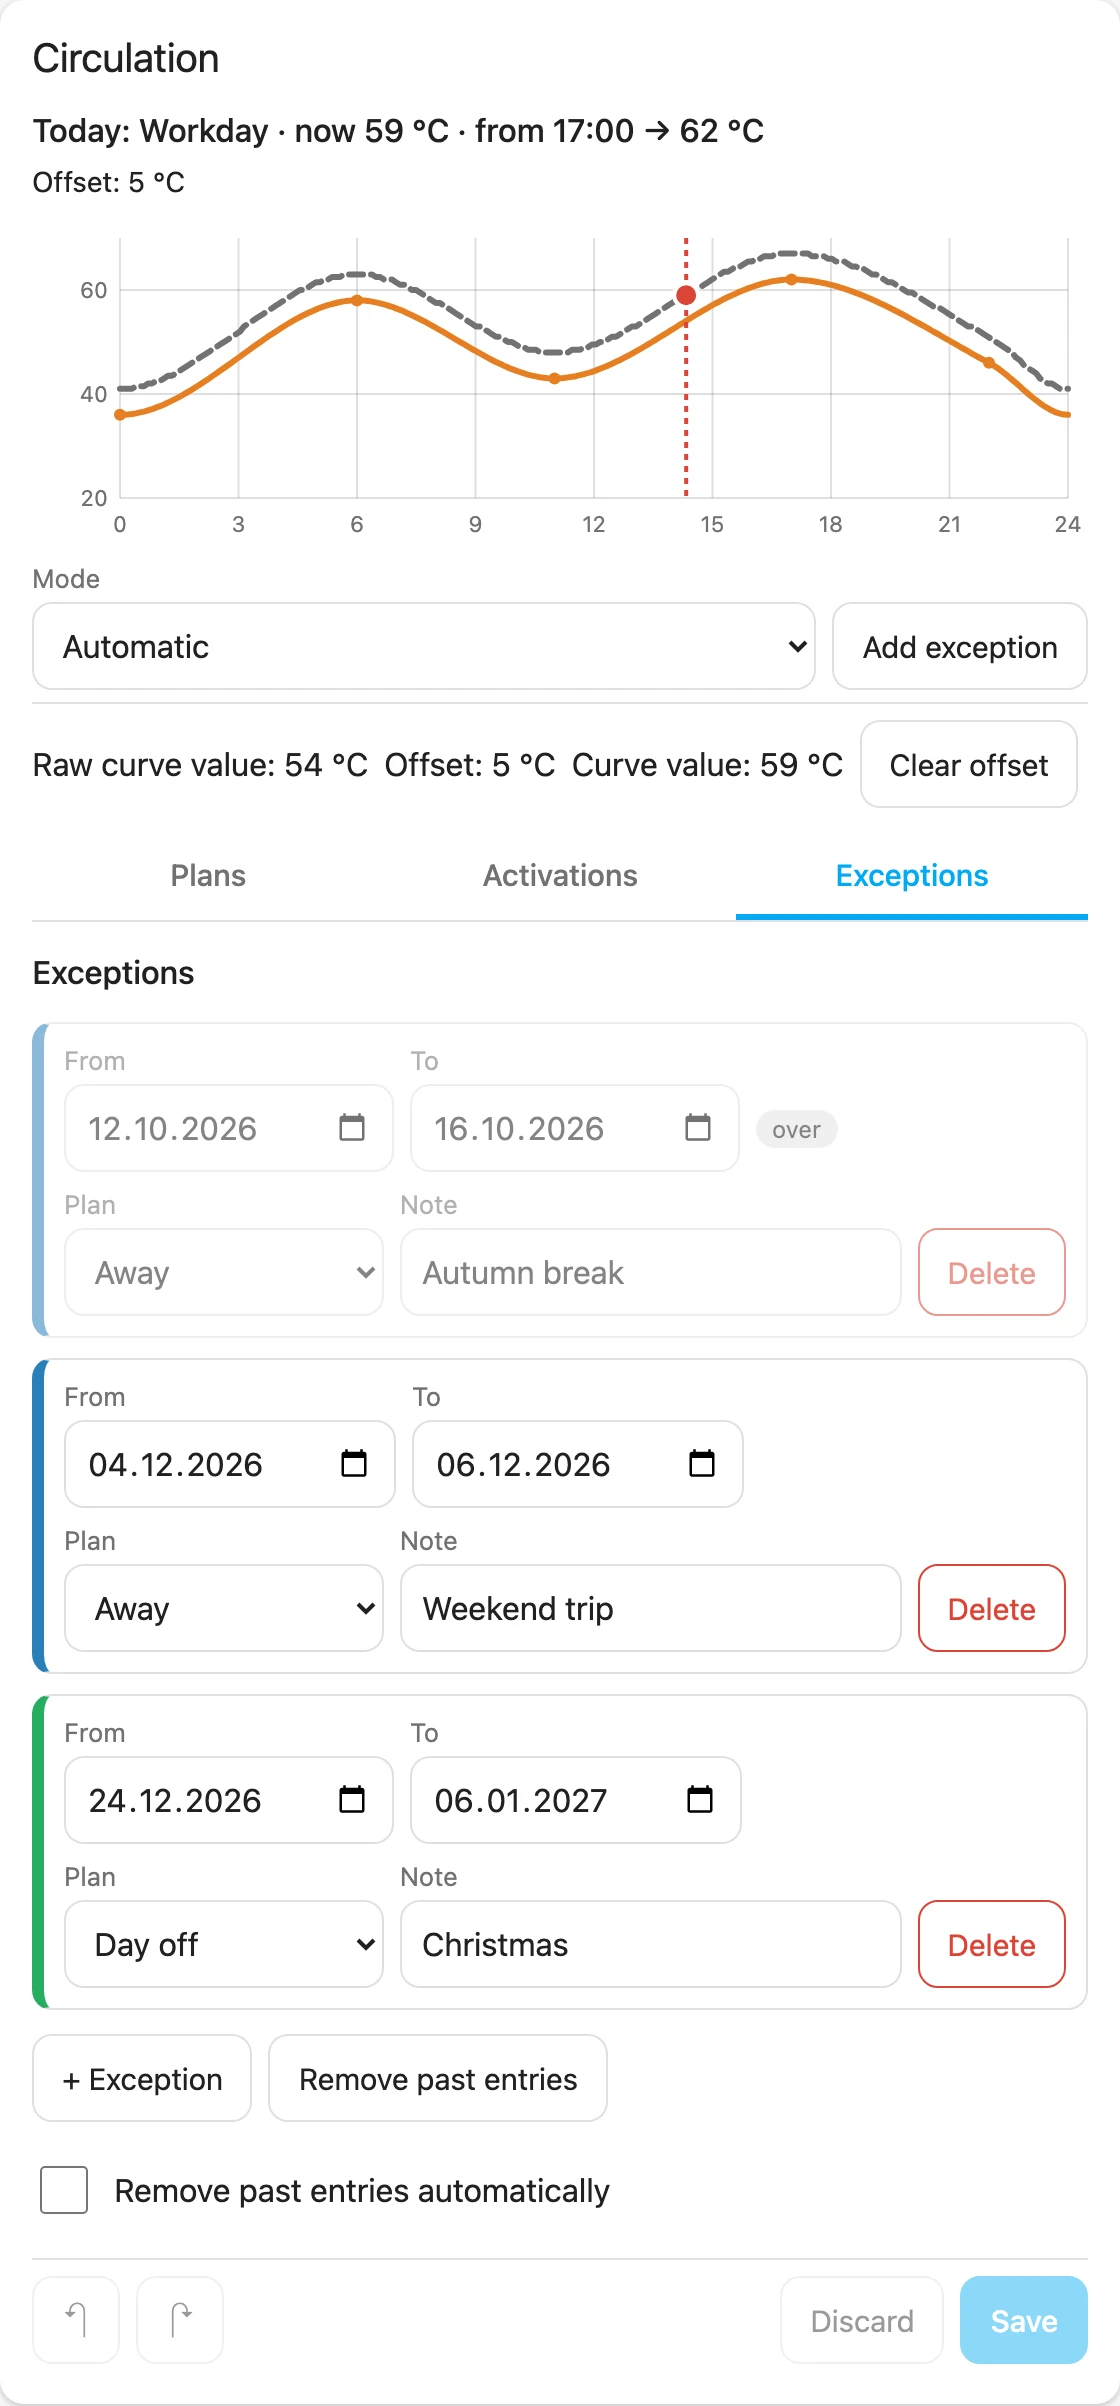 Circulation
Today: Workday · now 59 °C · from 17:00 → 62 °C
Offset: 5 °C
60
40
20
0 3 6 9 12 15 18 21 24
Mode
Automatic Add exception
Raw curve value: 54 °C Offset: 5 °C Curve value: 59 °C Clear offset
Plans Activations Exceptions
Exceptions
From To
12.10.2026 16.10.2026 over
Plan Note
Away Autumn break Delete
From To
04.12.2026 06.12.2026
Plan Note
Away Weekend trip Delete
From To
24.12.2026 06.01.2027
Plan Note
Day off Christmas Delete
+ Exception Remove past entries
Remove past entries automatically
Discard Save